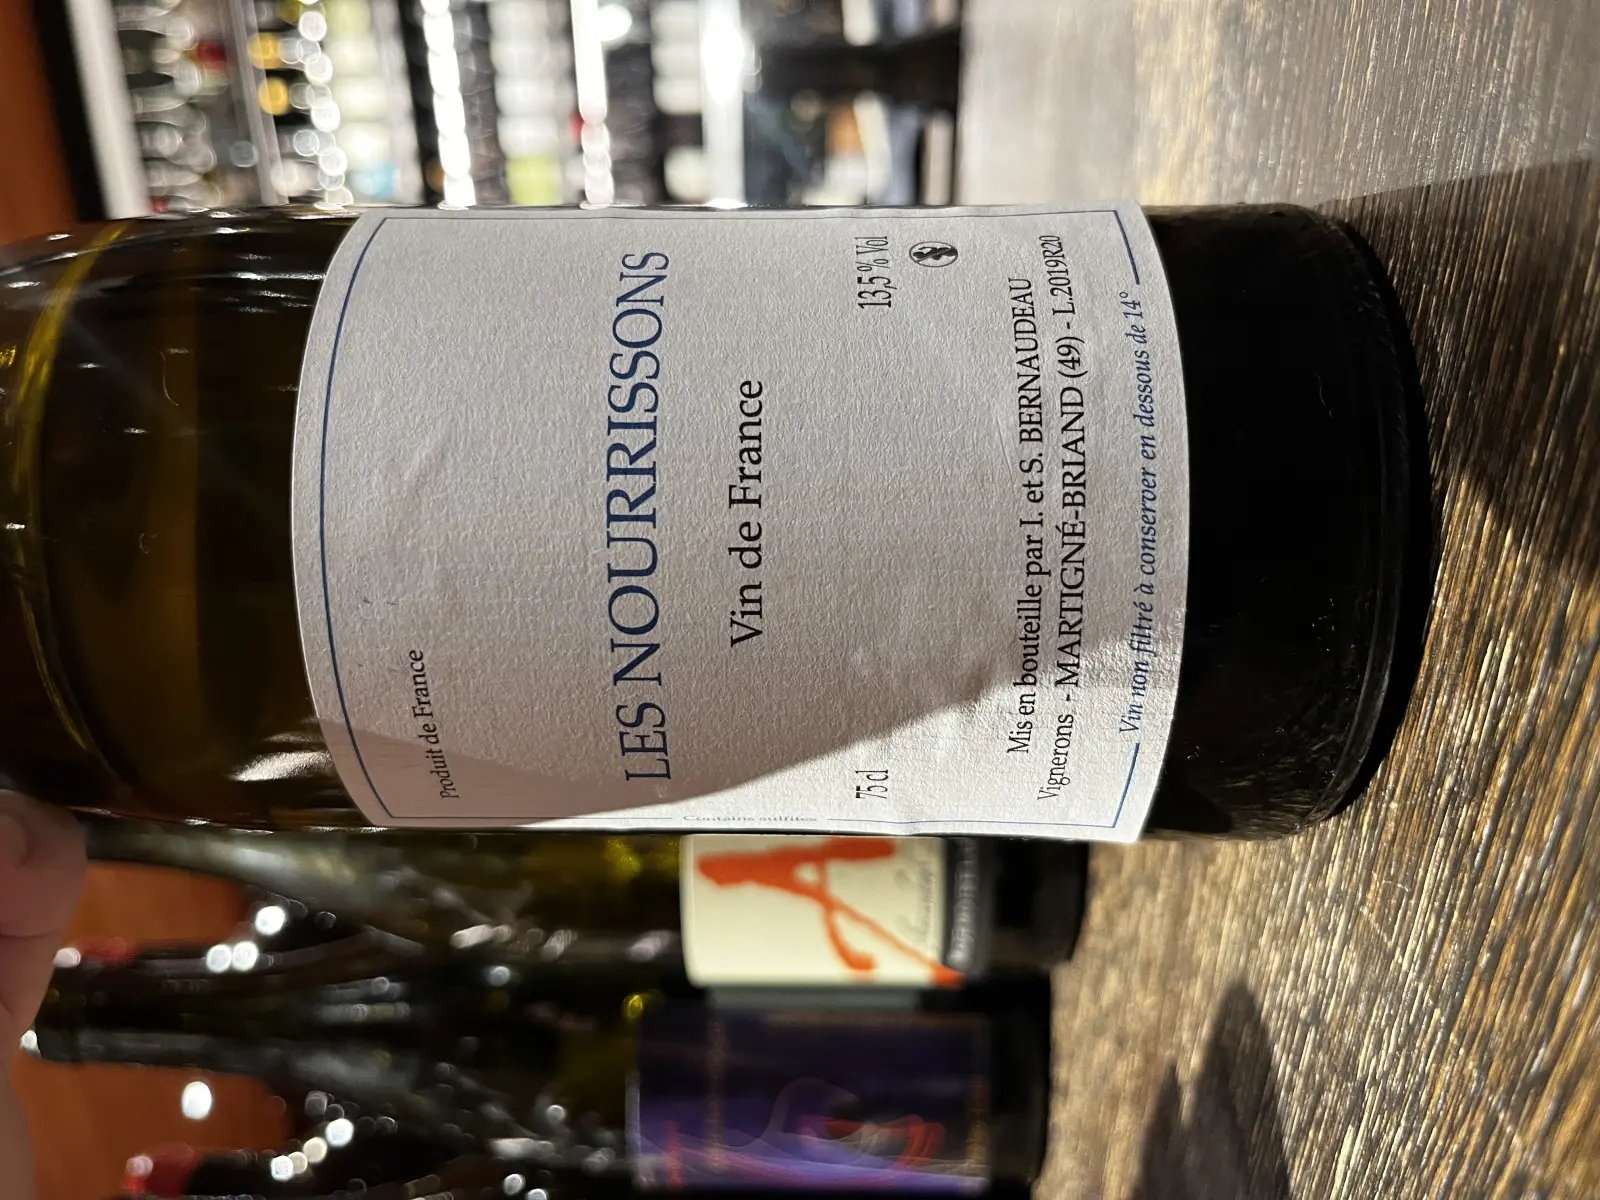 Produit de France
LES NOURRISSONS
Vin de France
75 cl 13,5 % Vol
Mis en bouteille par I. et S. BERNAUDEAU
Vignerons - MARTIGNÉ-BRIAND (49) - L.2019R20
Vin non filtré à conserver en dessous de 14°
Contains sulfites